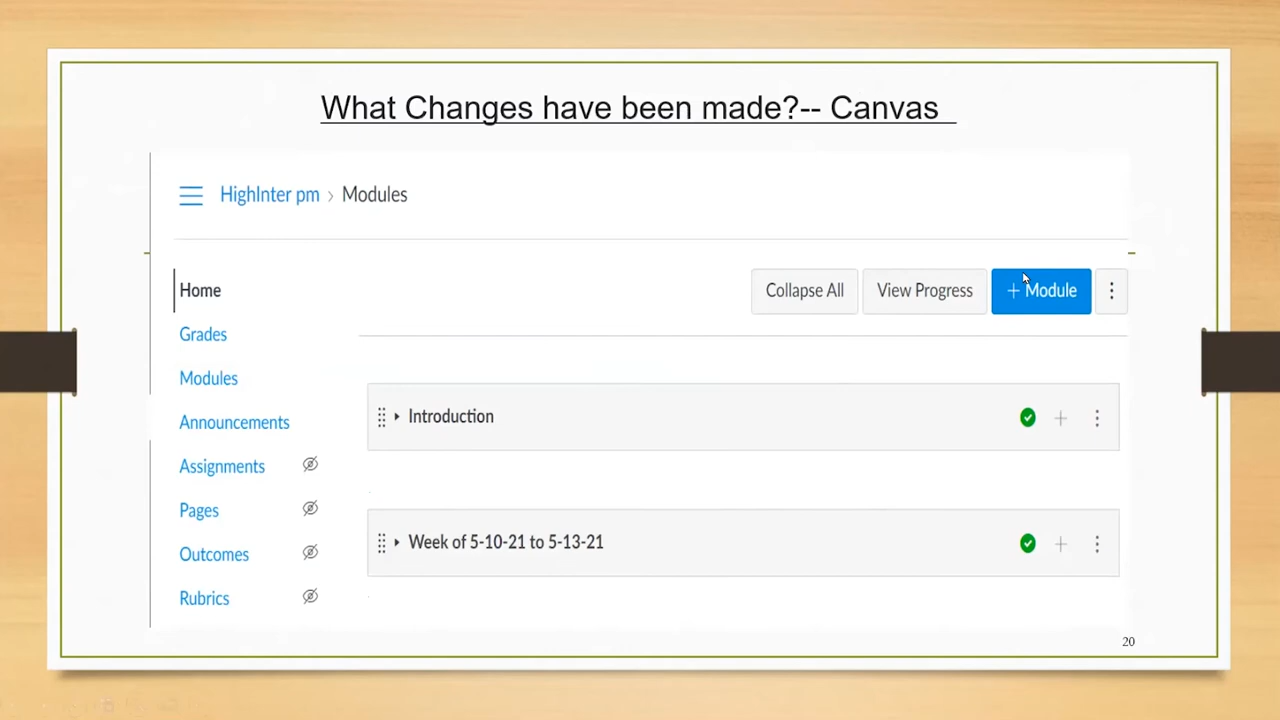 What Changes have been made?-- Canvas
HighInter pm › Modules
Home
Collapse All
View Progress
+ Module
Grades
Modules
Announcements
Assignments
Pages
Outcomes
Rubrics
Introduction
Week of 5-10-21 to 5-13-21
20